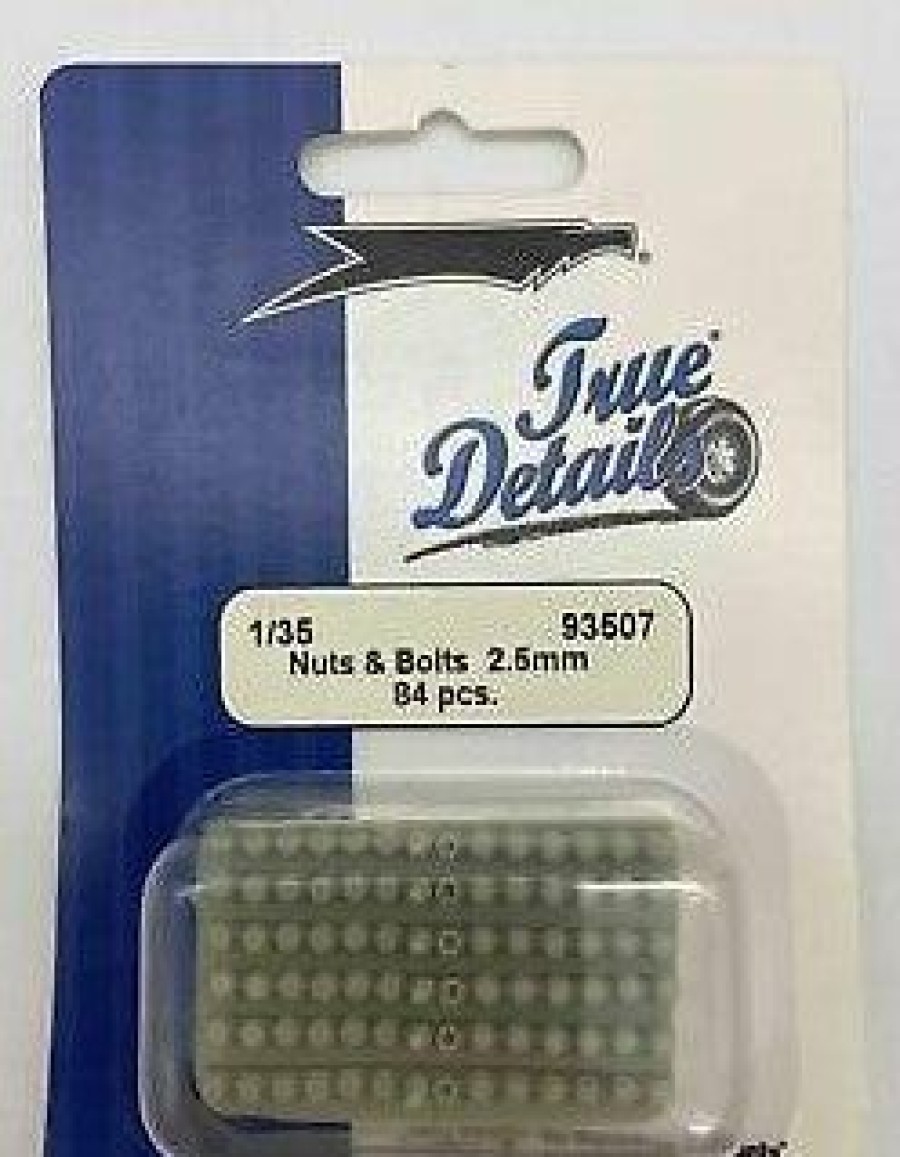 True
Details
1/35 93507
Nuts & Bolts 2.5mm
84 pcs.